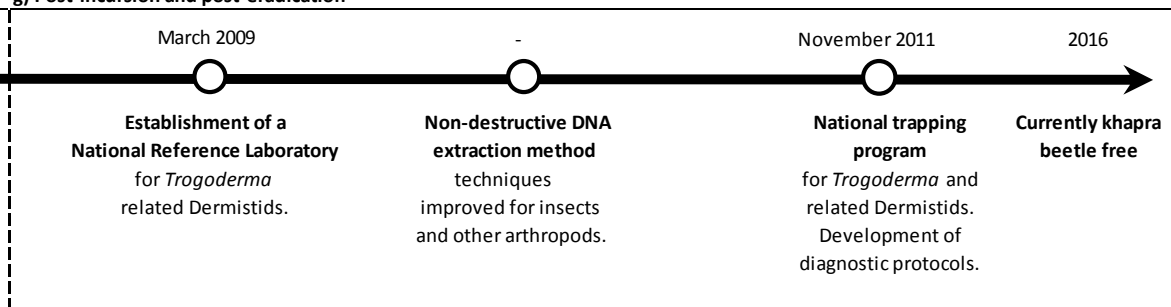 g) Post-incursion and post-eradication
March 2009
-
November 2011
2016
Establishment of a
National Reference Laboratory
for Trogoderma
related Dermistids.
Non-destructive DNA
extraction method
techniques
improved for insects
and other arthropods.
National trapping
program
for Trogoderma and
related Dermistids.
Development of
diagnostic protocols.
Currently khapra
beetle free